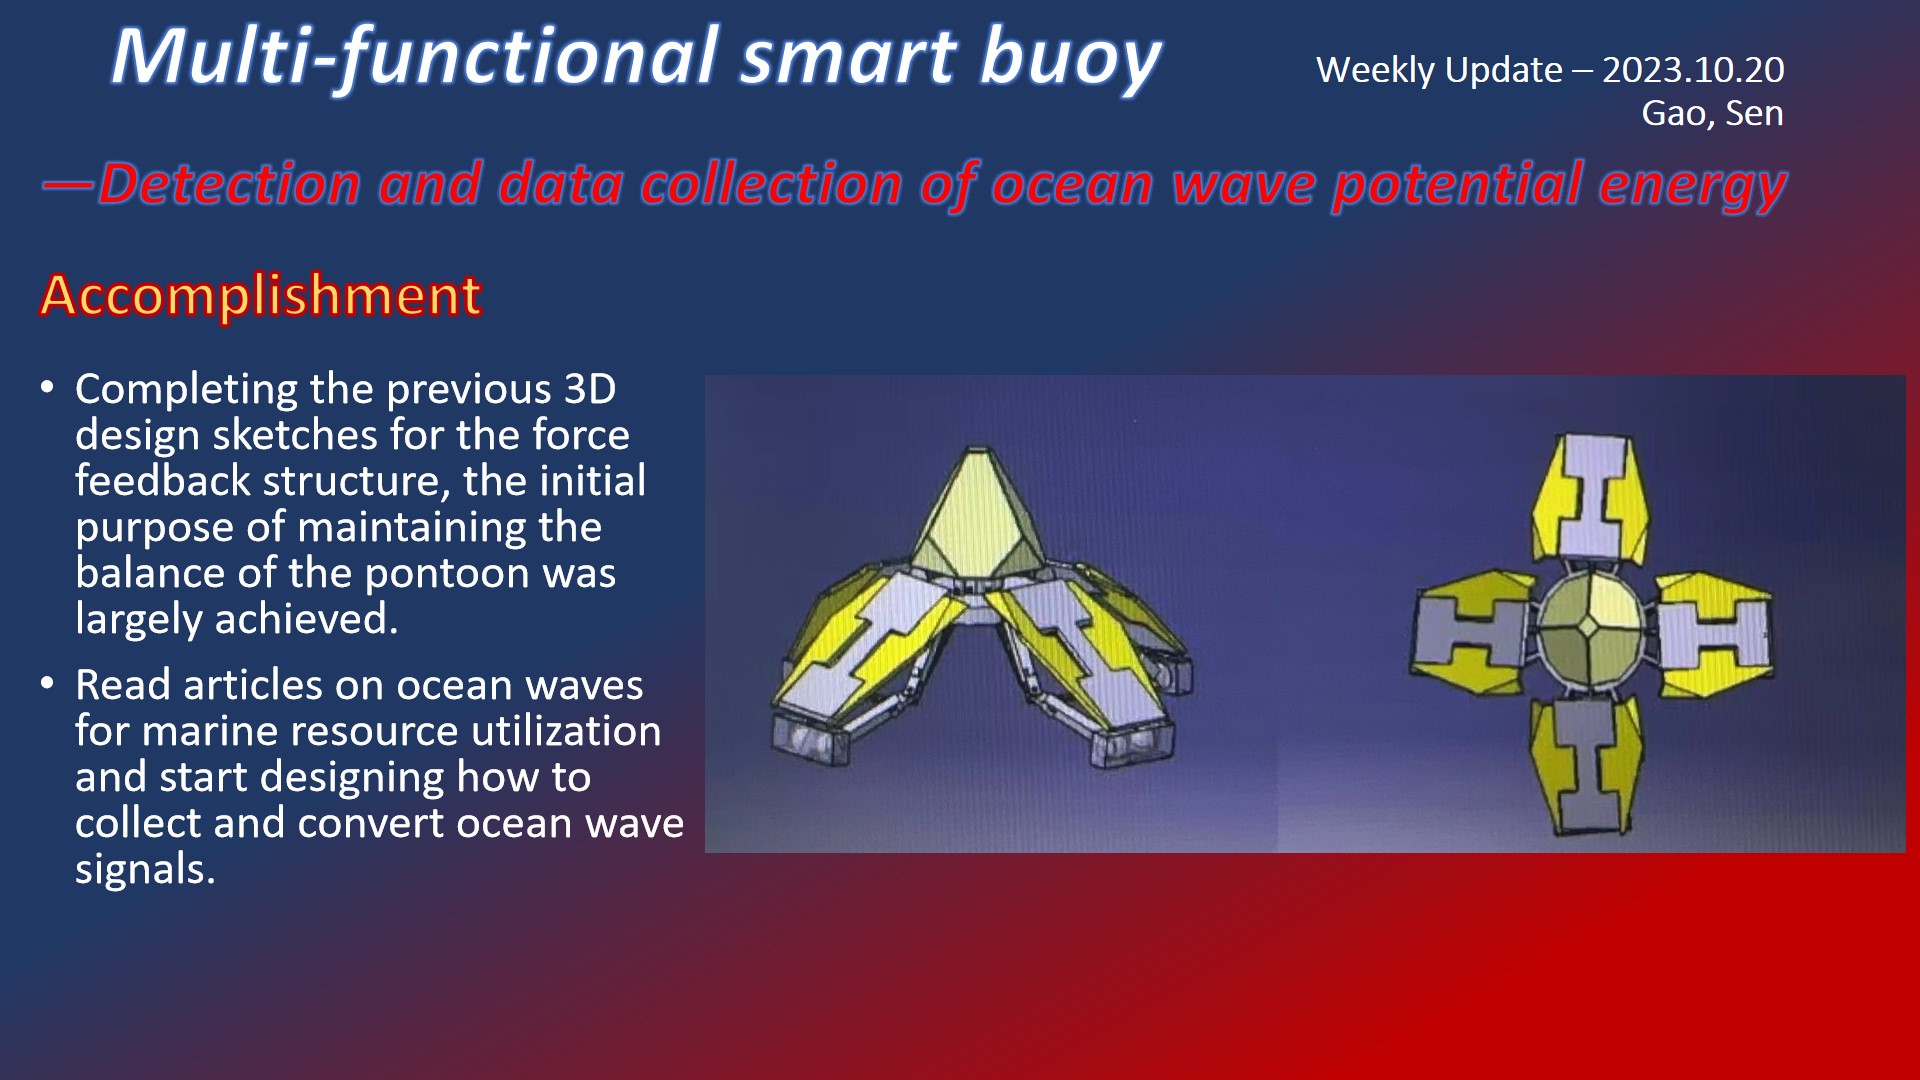 Multi-functional smart buoy
Weekly Update – 2023.10.20
Gao, Sen
—Detection and data collection of ocean wave potential energy
Accomplishment
• Completing the previous 3D
design sketches for the force
feedback structure, the initial
purpose of maintaining the
balance of the pontoon was
largely achieved.
• Read articles on ocean waves
for marine resource utilization
and start designing how to
collect and convert ocean wave
signals.